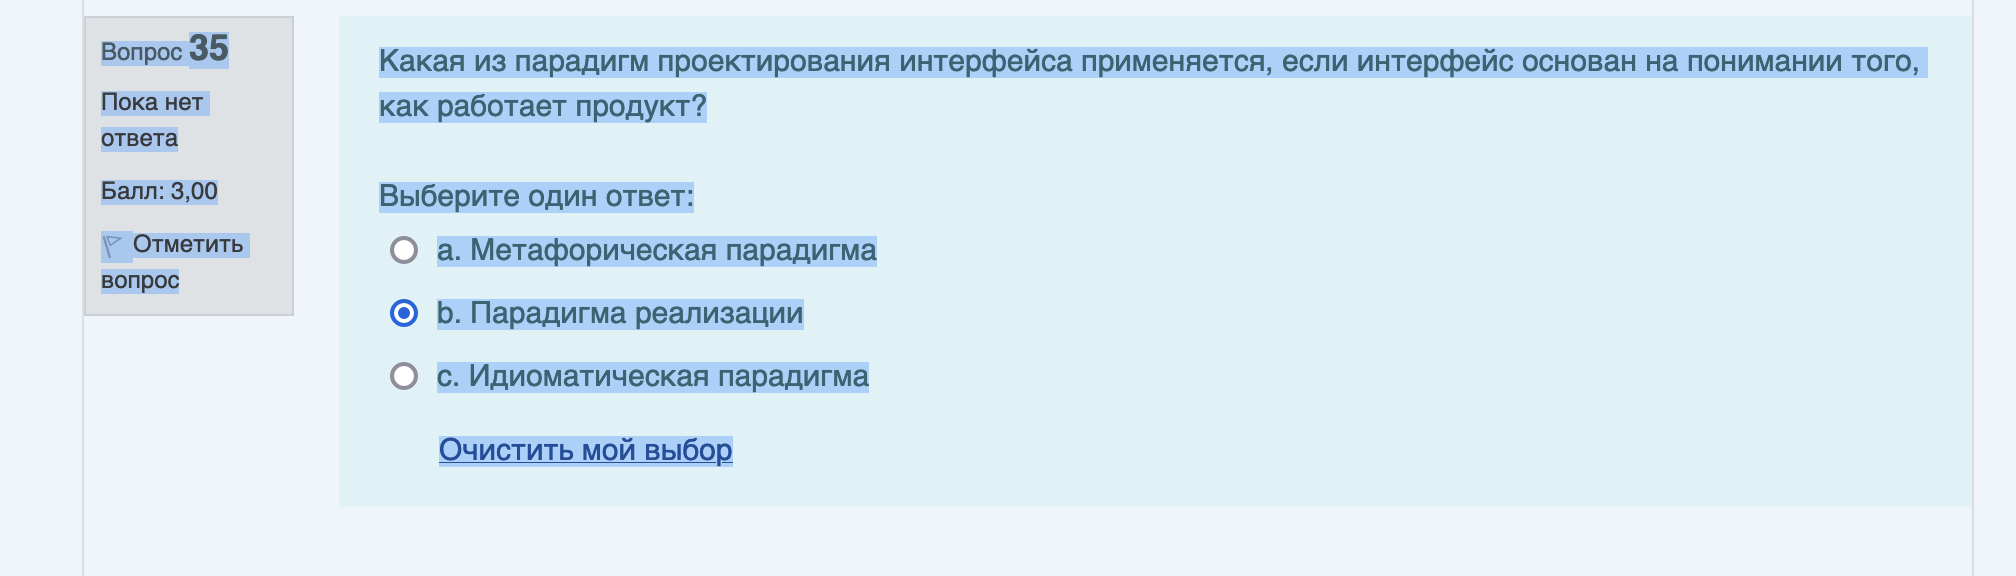 Вопрос 35
Пока нет
ответа
Балл: 3,00
Отметить
вопрос
Какая из парадигм проектирования интерфейса применяется, если интерфейс основан на понимании того,
как работает продукт?
Выберите один ответ:
a. Метафорическая парадигма
b. Парадигма реализации
c. Идиоматическая парадигма
Очистить мой выбор